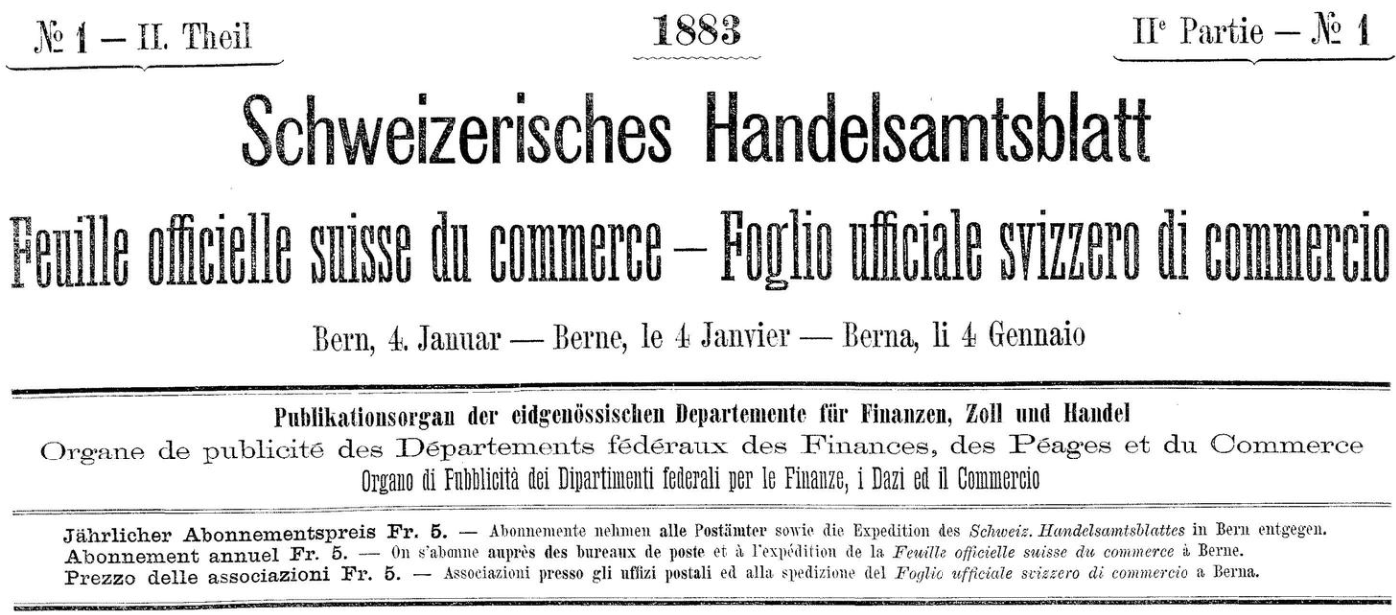 № 1 – II. Theil 1883 IIe Partie – № 1
Schweizerisches Handelsamtsblatt
Feuille officielle suisse du commerce – Foglio ufficiale svizzero di commercio
Bern, 4. Januar — Berne, le 4 Janvier — Berna, li 4 Gennaio
Publikationsorgan der eidgenössischen Departemente für Finanzen, Zoll und Handel
Organe de publicité des Départements fédéraux des Finances, des Péages et du Commerce
Organo di Pubblicità dei Dipartimenti federali per le Finanze, i Dazi ed il Commercio
Jährlicher Abonnementspreis Fr. 5. — Abonnemente nehmen alle Postämter sowie die Expedition des Schweiz. Handelsamtsblattes in Bern entgegen.
Abonnement annuel Fr. 5. — On s'abonne auprès des bureaux de poste et à l'expédition de la Feuille officielle suisse du commerce à Berne.
Prezzo delle associazioni Fr. 5. — Associazioni presso gli uffizi postali ed alla spedizione del Foglio ufficiale svizzero di commercio a Berna.